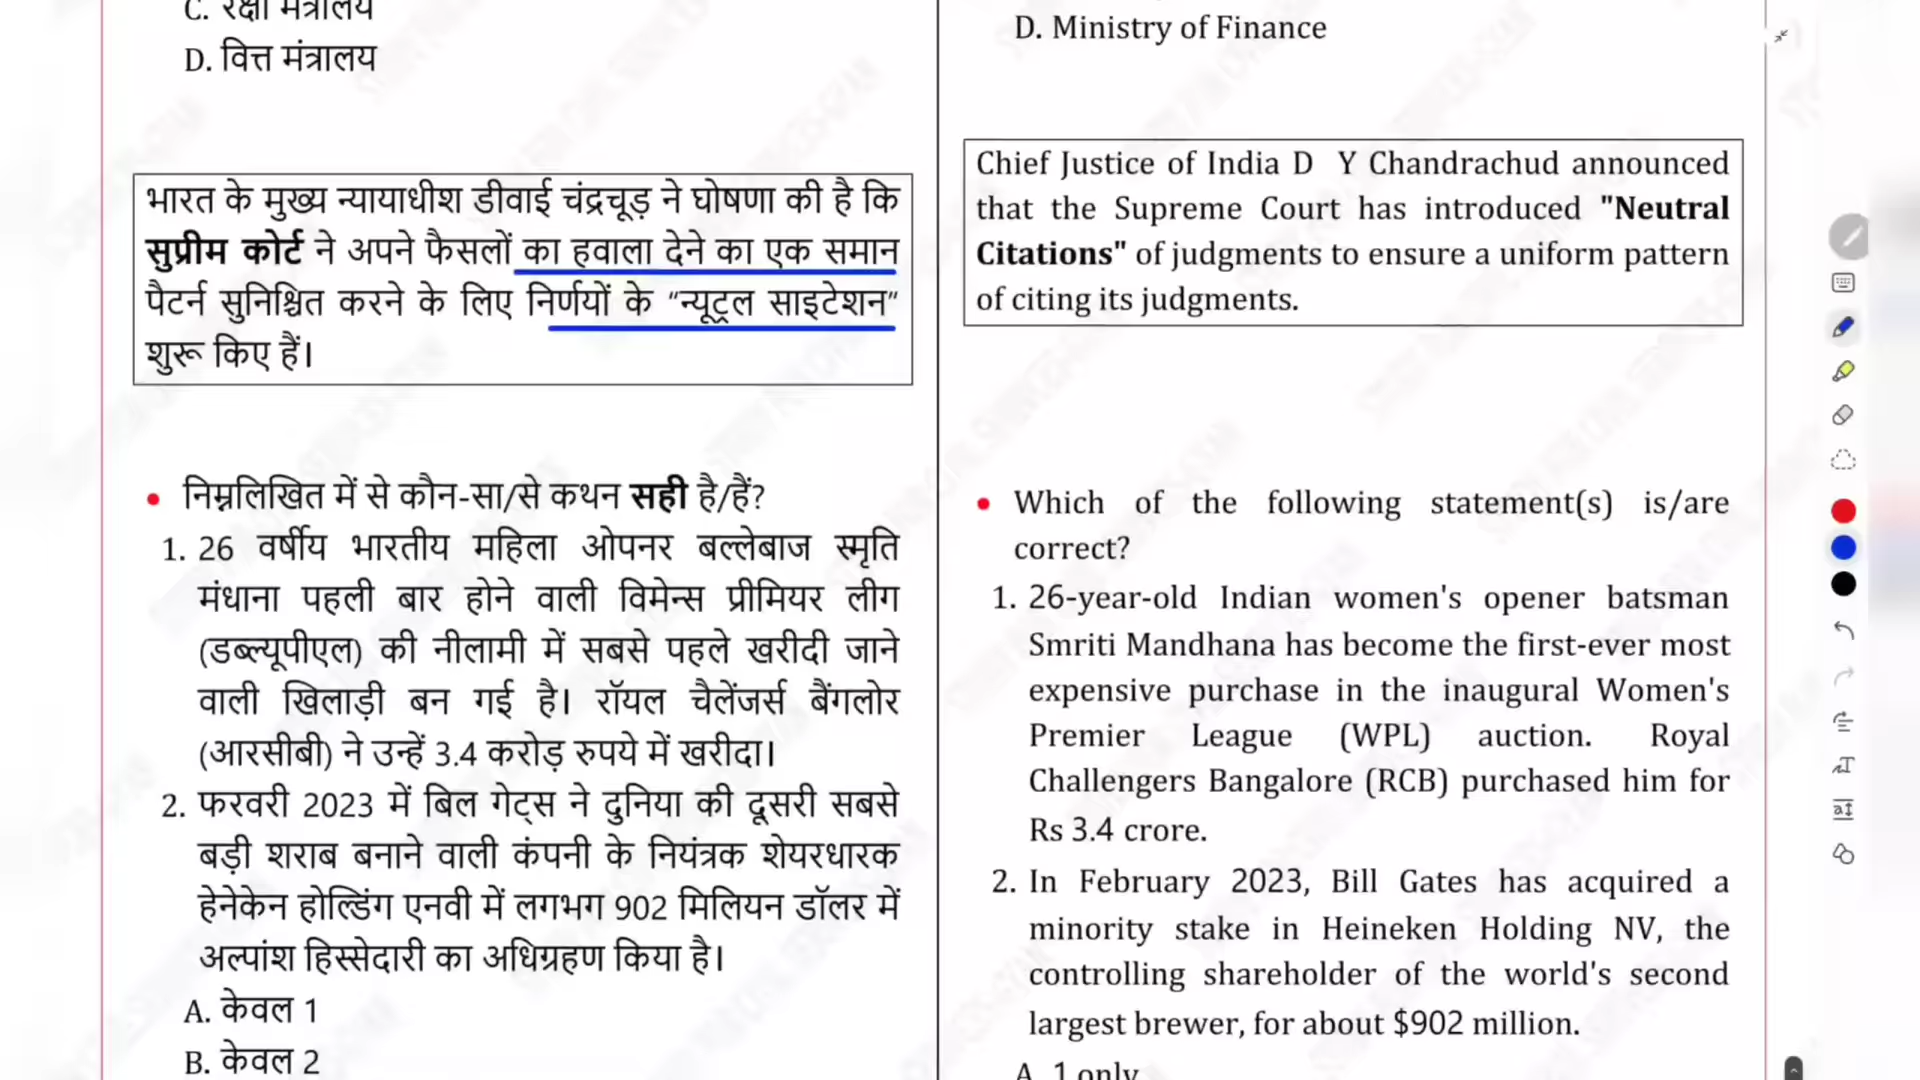 C. रक्षा मंत्रालय
D. वित्त मंत्रालय
भारत के मुख्य न्यायाधीश डीवाई चंद्रचूड़ ने घोषणा की है कि
सुप्रीम कोर्ट ने अपने फैसलों का हवाला देने का एक समान
पैटर्न सुनिश्चित करने के लिए निर्णयों के “न्यूट्रल साइटेशन”
शुरू किए हैं।
• निम्नलिखित में से कौन-सा/से कथन सही है/हैं?
1. 26 वर्षीय भारतीय महिला ओपनर बल्लेबाज स्मृति
मंधाना पहली बार होने वाली विमेन्स प्रीमियर लीग
(डब्ल्यूपीएल) की नीलामी में सबसे पहले खरीदी जाने
वाली खिलाड़ी बन गई है। रॉयल चैलेंजर्स बैंगलोर
(आरसीबी) ने उन्हें 3.4 करोड़ रुपये में खरीदा।
2. फरवरी 2023 में बिल गेट्स ने दुनिया की दूसरी सबसे
बड़ी शराब बनाने वाली कंपनी के नियंत्रक शेयरधारक
हेनेकेन होल्डिंग एनवी में लगभग 902 मिलियन डॉलर में
अल्पांश हिस्सेदारी का अधिग्रहण किया है।
A. केवल 1
B. केवल 2
D. Ministry of Finance
Chief Justice of India D Y Chandrachud announced
that the Supreme Court has introduced "Neutral
Citations" of judgments to ensure a uniform pattern
of citing its judgments.
• Which of the following statement(s) is/are
correct?
1. 26-year-old Indian women's opener batsman
Smriti Mandhana has become the first-ever most
expensive purchase in the inaugural Women's
Premier League (WPL) auction. Royal
Challengers Bangalore (RCB) purchased him for
Rs 3.4 crore.
2. In February 2023, Bill Gates has acquired a
minority stake in Heineken Holding NV, the
controlling shareholder of the world's second
largest brewer, for about $902 million.
A. 1 only